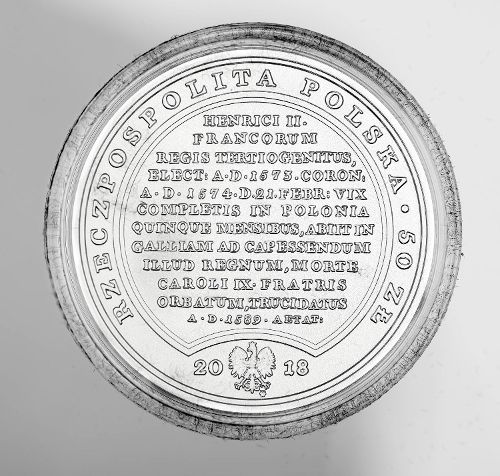 RZECZPOSPOLITA POLSKA · 50 ZŁ
HENRICI II·
FRANCORUM
REGIS TERTIOGENITUS,
ELECT: A·D·1573·CORON:
A·D·1574·D·21·FEBR: VIX
COMPLETIS IN POLONIA
QUINQUE MENSIBUS, ABIIT IN
GALLIAM AD CAPESSENDUM
ILLUD REGNUM, MORTE
CAROLI IX·FRATRIS
ORBATUM, TRUCIDATUS
A·D·1589·AETAT:
20 18